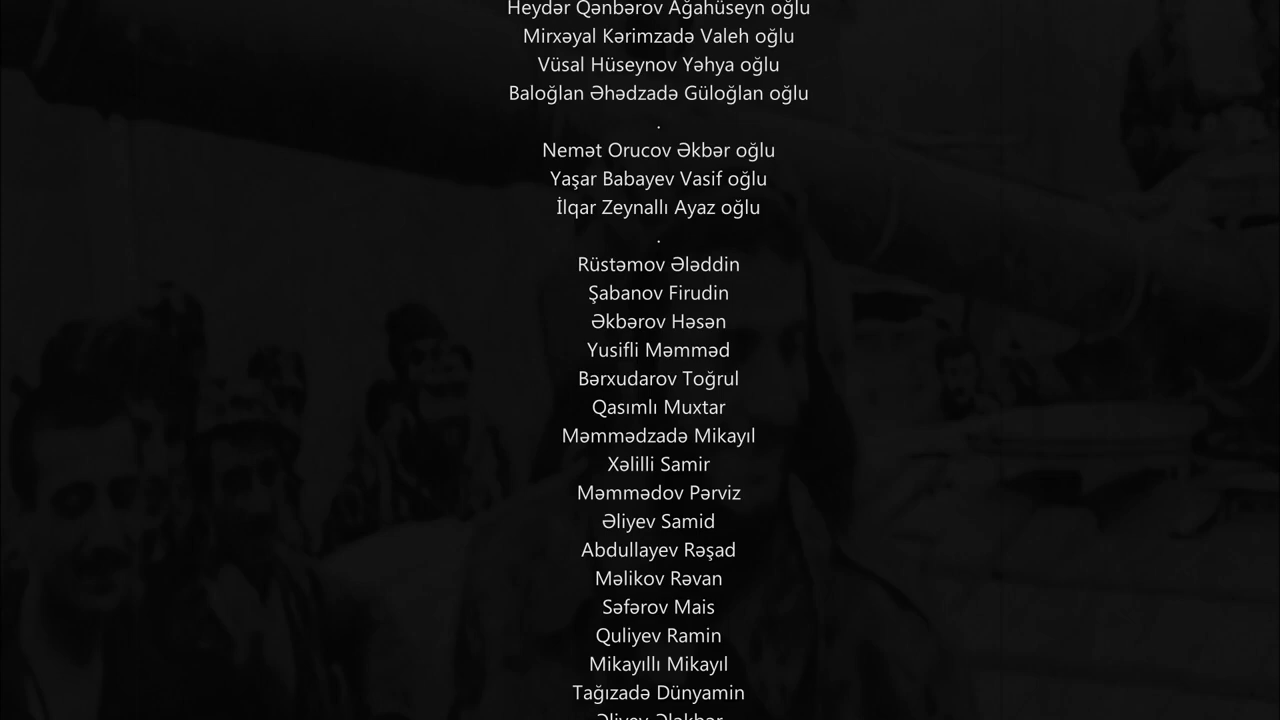 Heydər Qənbərov Ağahüseyn oğlu
Mirxəyal Kərimzadə Valeh oğlu
Vüsal Hüseynov Yəhya oğlu
Baloğlan Əhədzadə Güloğlan oğlu
.
Nemət Orucov Əkbər oğlu
Yaşar Babayev Vasif oğlu
İlqar Zeynallı Ayaz oğlu
.
Rüstəmov Ələddin
Şabanov Firudin
Əkbərov Həsən
Yusifli Məmməd
Bərxudarov Toğrul
Qasımlı Muxtar
Məmmədzadə Mikayıl
Xəlilli Samir
Məmmədov Pərviz
Əliyev Samid
Abdullayev Rəşad
Məlikov Rəvan
Səfərov Mais
Quliyev Ramin
Mikayıllı Mikayıl
Tağızadə Dünyamin
Əliyev Ələkbər